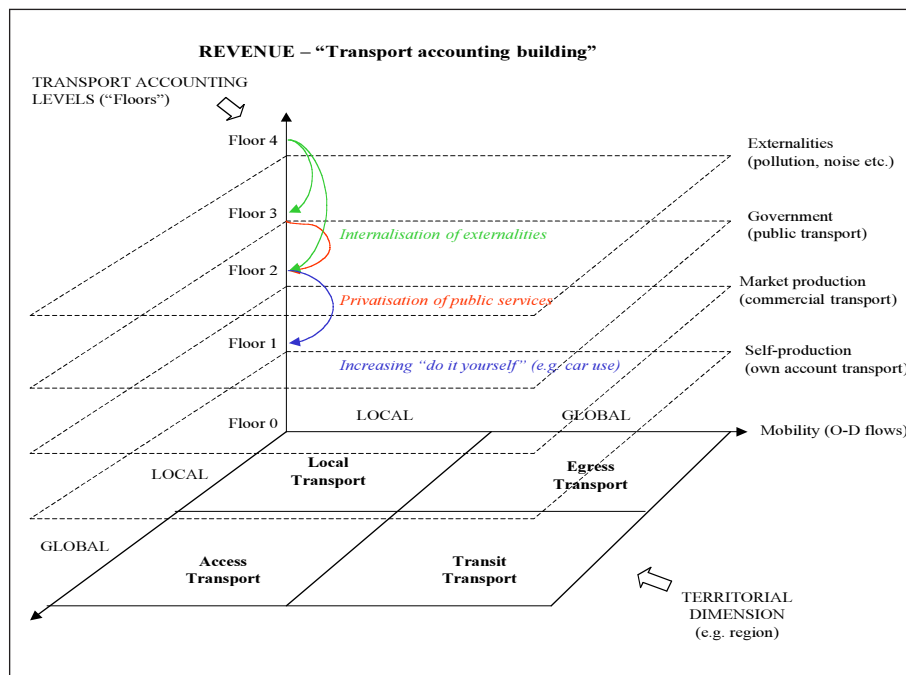 REVENUE – “Transport accounting building”
TRANSPORT ACCOUNTING
LEVELS (“Floors”)
Floor 4
Externalities
(pollution, noise etc.)
Floor 3
Internalisation of externalities
Government
(public transport)
Floor 2
Privatisation of public services
Market production
(commercial transport)
Floor 1
Increasing “do it yourself” (e.g. car use)
Self-production
(own account transport)
Floor 0
LOCAL
GLOBAL
Mobility (O-D flows)
LOCAL
Local
Transport
Egress
Transport
GLOBAL
Access
Transport
Transit
Transport
TERRITORIAL
DIMENSION
(e.g. region)